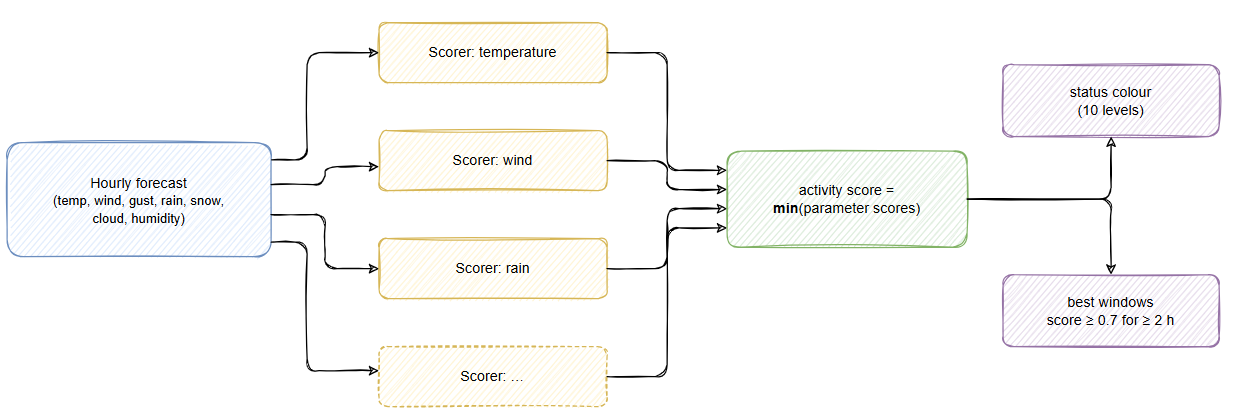 Hourly forecast
(temp, wind, gust, rain, snow,
cloud, humidity)
Scorer: temperature
Scorer: wind
Scorer: rain
Scorer: …
activity score =
min(parameter scores)
status colour
(10 levels)
best windows
score ≥ 0.7 for ≥ 2 h